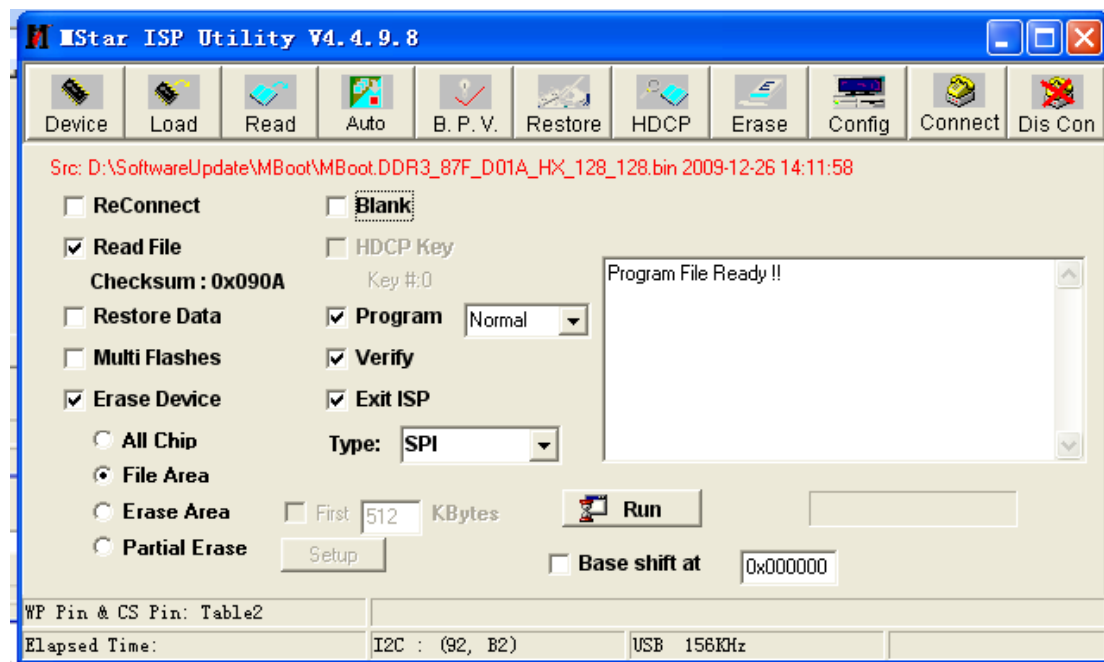 MStar ISP Utility V4.4.9.8
Device Load Read Auto B.P.V. Restore HDCP Erase Config Connect Dis Con
Src: D:\SoftwareUpdate\MBoot\MBoot.DDR3_87F_D01A_HX_128_128.bin 2009-12-26 14:11:58
ReConnect Blank
Read File HDCP Key
Checksum : 0x090A Key #:0
Program File Ready !!
Restore Data Program Normal
Multi Flashes Verify
Erase Device Exit ISP
All Chip Type: SPI
File Area
Erase Area First 512 KBytes Run
Partial Erase Setup
Base shift at 0x000000
WP Pin & CS Pin: Table2
Elapsed Time: I2C : (92, B2) USB 156KHz